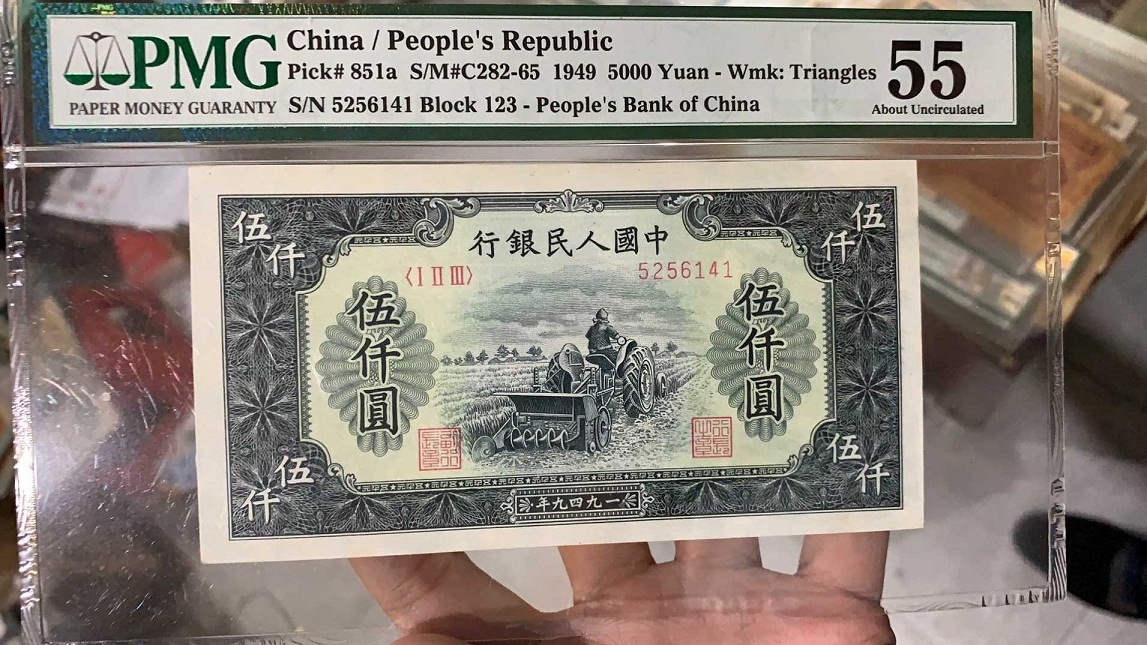 PMG
PAPER MONEY GUARANTY
China / People's Republic
Pick# 851a S/M#C282-65 1949 5000 Yuan - Wmk: Triangles
S/N 5256141 Block 123 - People's Bank of China
55
About Uncirculated
伍仟
伍仟
行銀民人國中
〈I II III〉
5256141
伍仟圓
伍仟圓
伍仟
伍仟
年九四九一